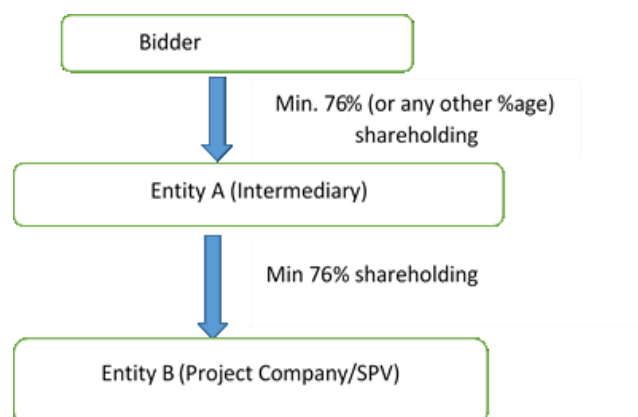 Bidder
Min. 76% (or any other %age)
shareholding
Entity A (Intermediary)
Min 76% shareholding
Entity B (Project Company/SPV)